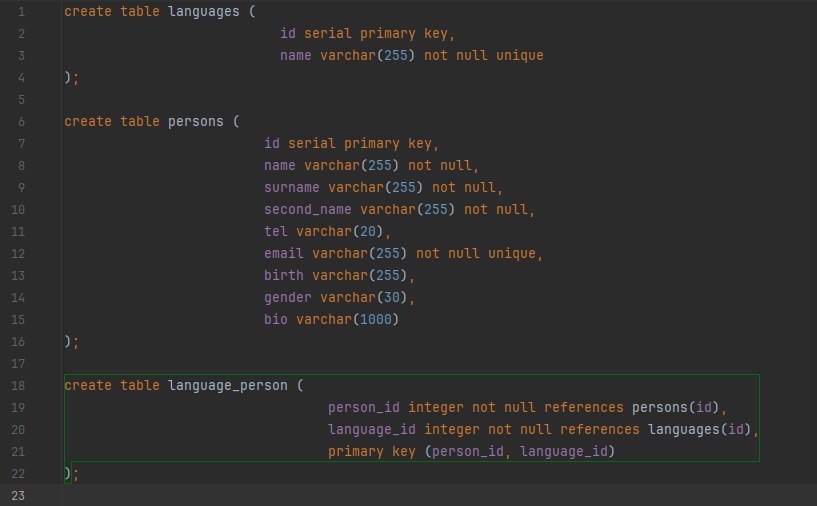 1 create table languages (
2 id serial primary key,
3 name varchar(255) not null unique
4 );
5
6 create table persons (
7 id serial primary key,
8 name varchar(255) not null,
9 surname varchar(255) not null,
10 second_name varchar(255) not null,
11 tel varchar(20),
12 email varchar(255) not null unique,
13 birth varchar(255),
14 gender varchar(30),
15 bio varchar(1000)
16 );
17
18 create table language_person (
19 person_id integer not null references persons(id),
20 language_id integer not null references languages(id),
21 primary key (person_id, language_id)
22 );
23